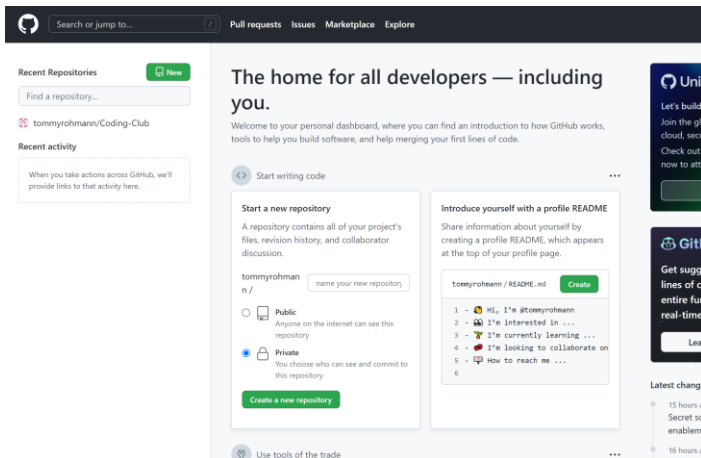 Search or jump to... /
Pull requests Issues Marketplace Explore
Recent Repositories
New
Find a repository...
tommyrohmann/Coding-Club
Recent activity
When you take actions across GitHub, we'll
provide links to that activity here.
The home for all developers — including
you.
Welcome to your personal dashboard, where you can find an introduction to how GitHub works,
tools to help you build software, and help merging your first lines of code.
Start writing code
Start a new repository
A repository contains all of your project's
files, revision history, and collaborator
discussion.
tommyrohman
n /
name your new repository
Public
Anyone on the internet can see this
repository
Private
You choose who can see and commit to
this repository
Create a new repository
Introduce yourself with a profile README
Share information about yourself by
creating a profile README, which appears
at the top of your profile page.
tommyrohmann / README.md
Create
1 - 👋 Hi, I'm @tommyrohmann
2 - 👀 I'm interested in ...
3 - 🌱 I'm currently learning ...
4 - 💞️ I'm looking to collaborate on
5 - 📫 How to reach me ...
6
Use tools of the trade
Uni
Let's build
Join the gl
cloud, sec
Check out
now to att
Gitl
Get sugg
lines of c
entire fu
real-time
Lea
Latest chang
15 hours a
Secret sc
enablem
16 hours a